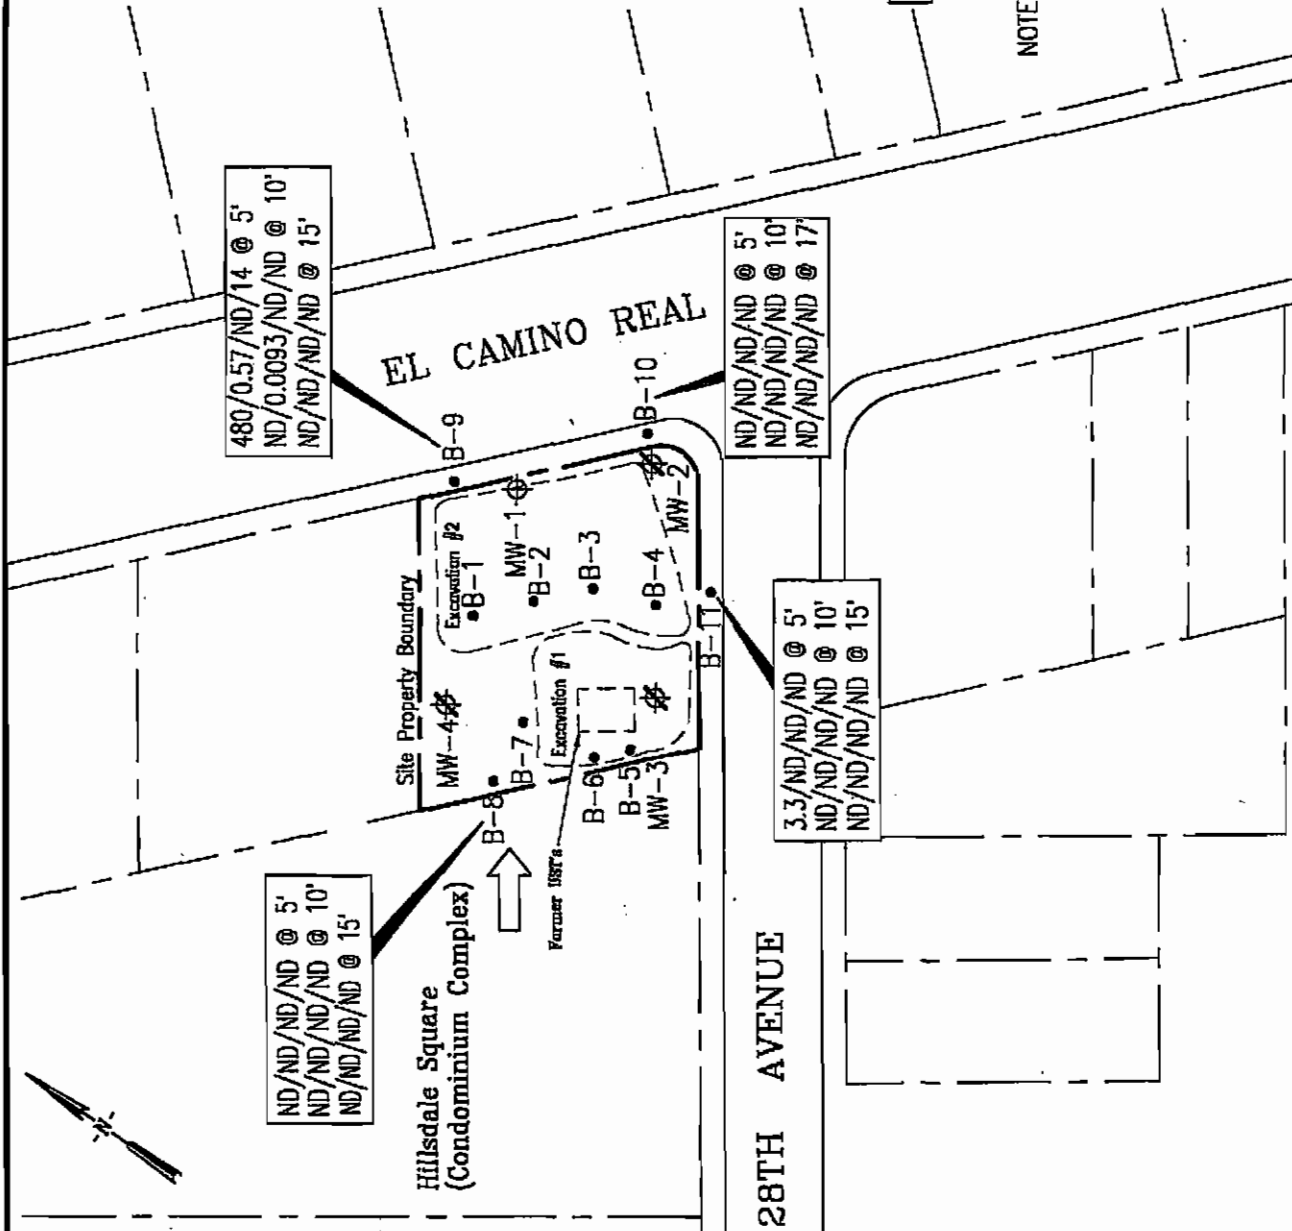 NOTE
480/0.57/ND/14 @ 5'
ND/0.0093/ND/ND @ 10'
ND/ND/ND/ND @ 15'
EL CAMINO REAL
B-9
B-10
ND/ND/ND/ND @ 5'
ND/ND/ND/ND @ 10'
ND/ND/ND/ND @ 17'
Site Property Boundary
Excavation #2
B-1
MW-1
B-2
B-3
B-4
MW-2
MW-4
B-7
Excavation #1
B-8
B-6
B-5
MW-3
B-11
Former UST's
3.3/ND/ND/ND @ 5'
ND/ND/ND/ND @ 10'
ND/ND/ND/ND @ 15'
ND/ND/ND/ND @ 5'
ND/ND/ND/ND @ 10'
ND/ND/ND/ND @ 15'
Hillsdale Square
(Condominium Complex)
28TH AVENUE
-N-